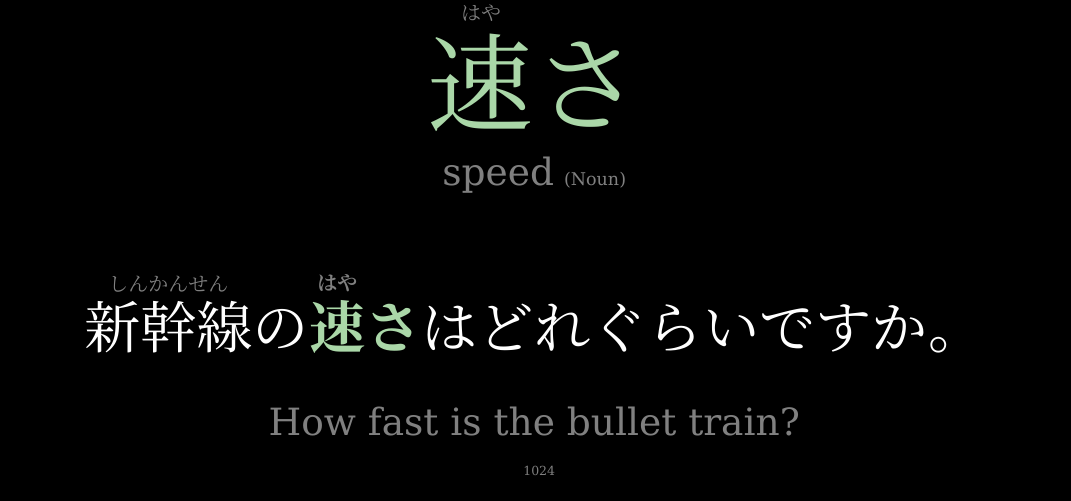 はや
速さ
speed (Noun)
しんかんせん はや
新幹線の速さはどれぐらいですか。
How fast is the bullet train?
1024